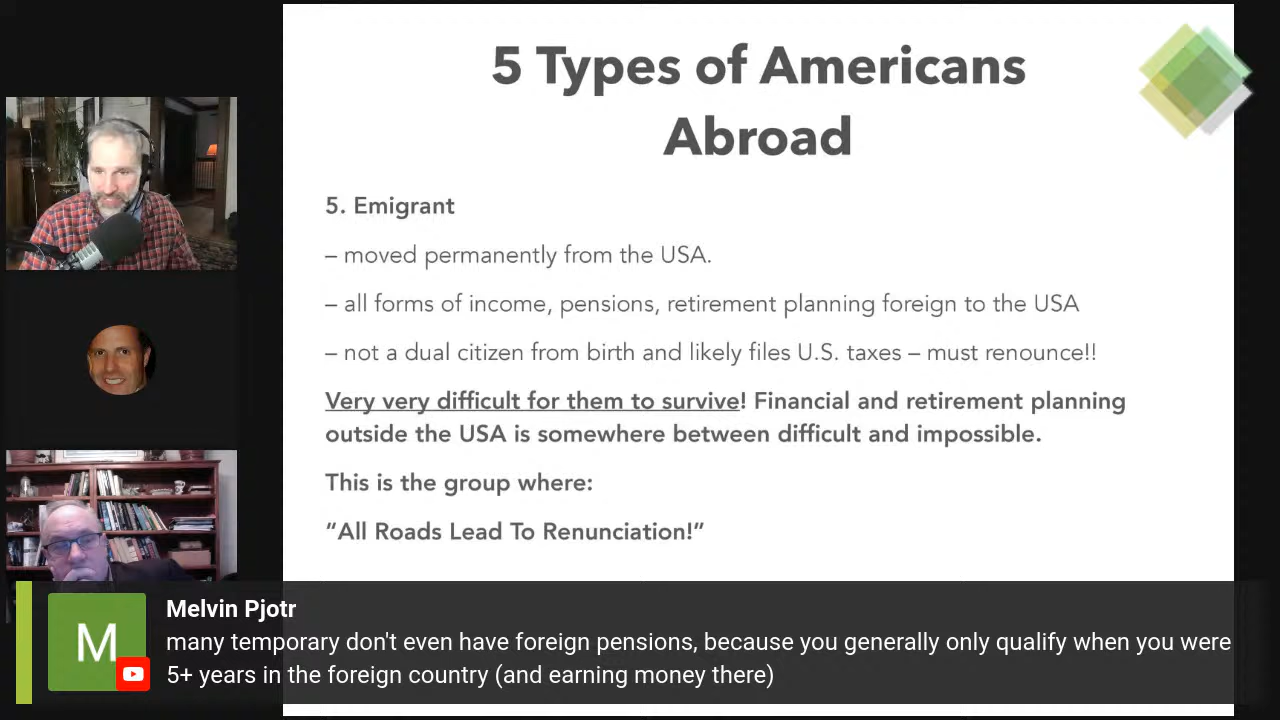 5 Types of Americans
Abroad
5. Emigrant
– moved permanently from the USA.
– all forms of income, pensions, retirement planning foreign to the USA
– not a dual citizen from birth and likely files U.S. taxes – must renounce!!
Very very difficult for them to survive! Financial and retirement planning
outside the USA is somewhere between difficult and impossible.
This is the group where:
“All Roads Lead To Renunciation!”
M
Melvin Pjotr
many temporary don't even have foreign pensions, because you generally only qualify when you were
5+ years in the foreign country (and earning money there)